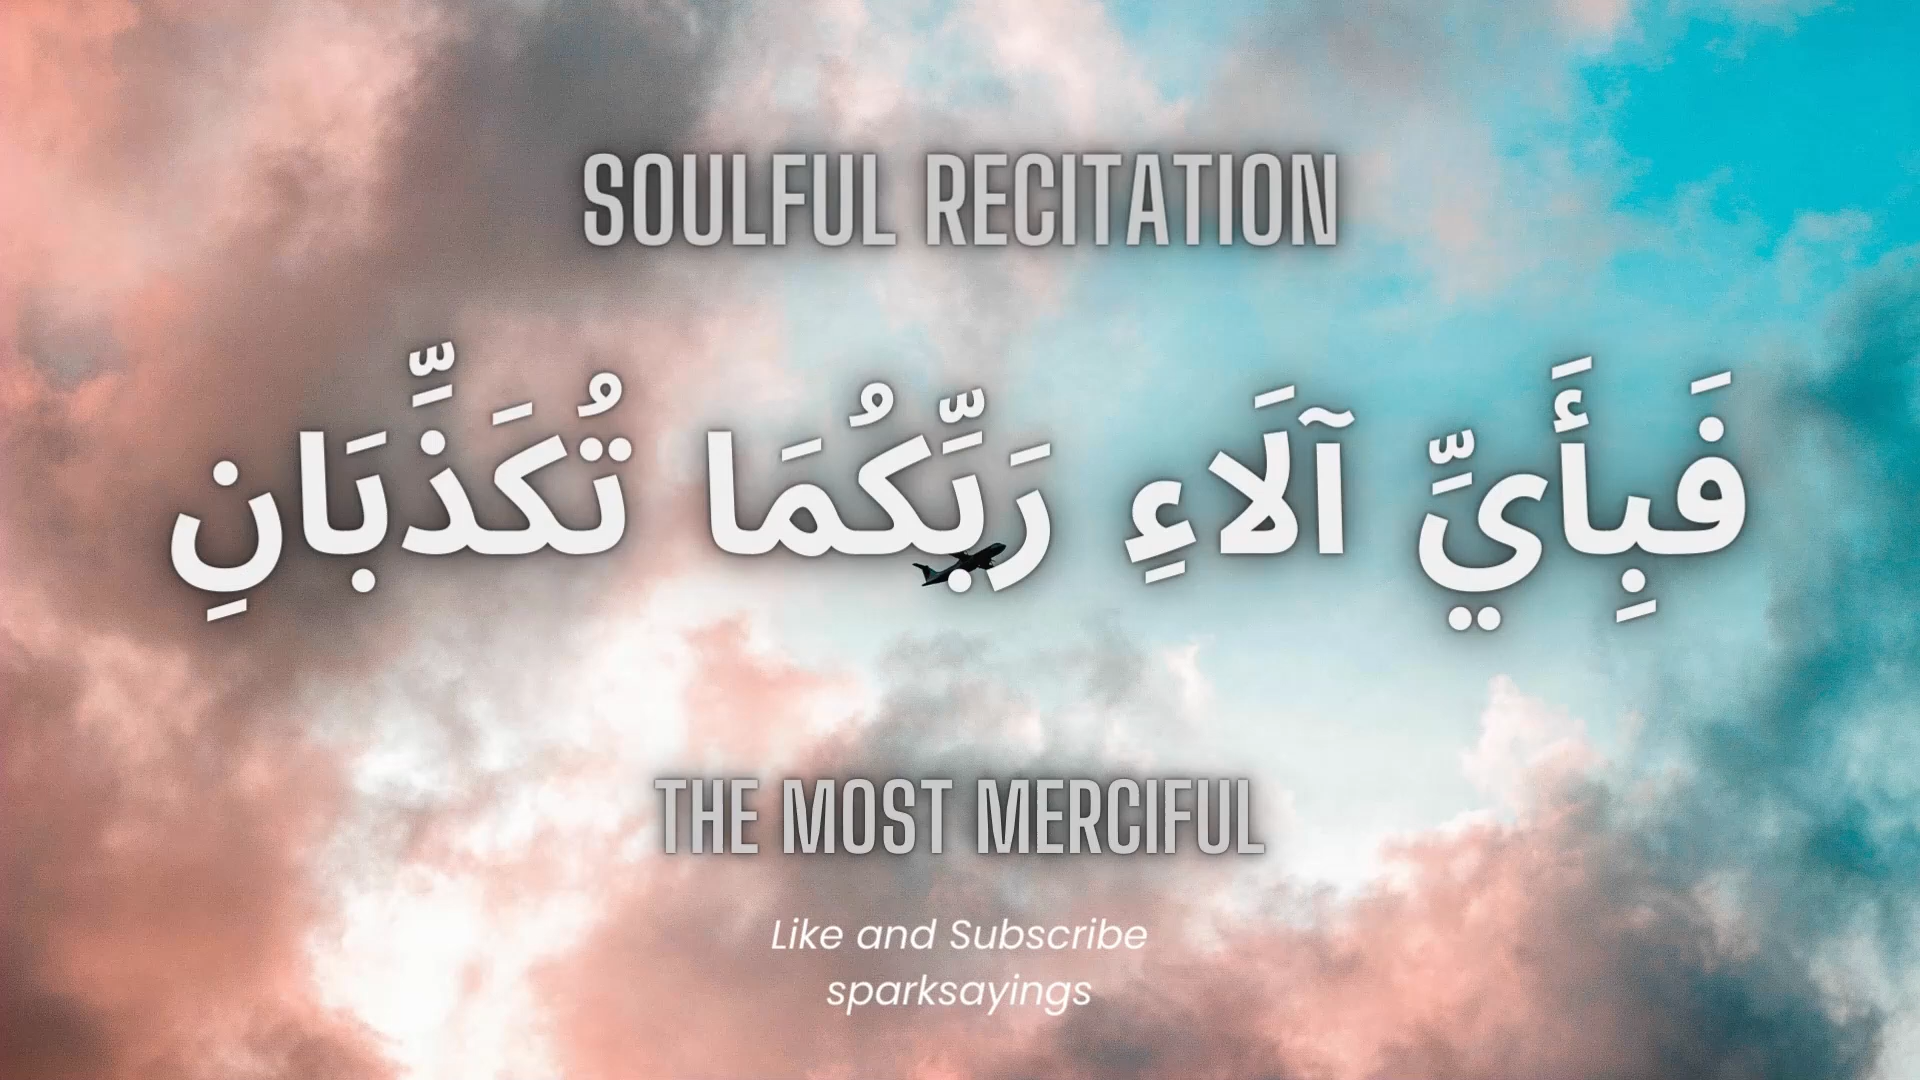 SOULFUL RECITATION
فَبِأَيِّ آلَاءِ رَبِّكُمَا تُكَذِّبَانِ
THE MOST MERCIFUL
Like and Subscribe
sparksayings